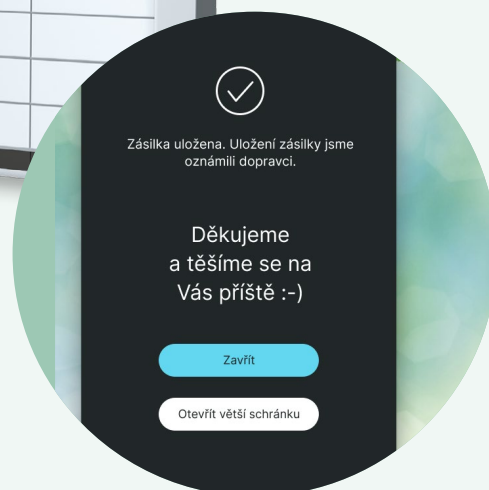 Zásilka uložena. Uložení zásilky jsme
oznámili dopravci.
Děkujeme
a těšíme se na
Vás příště :-)
Zavřít
Otevřít větší schránku